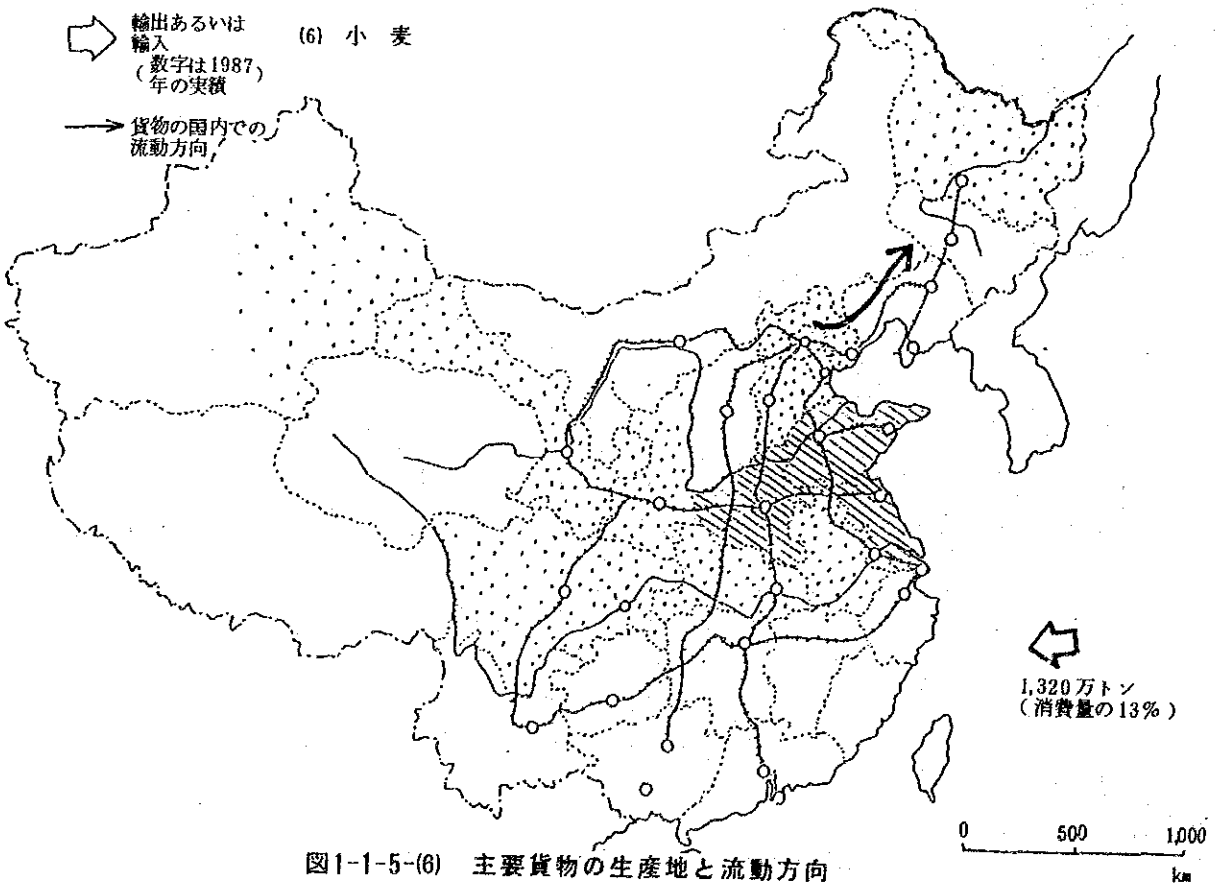 輸出あるいは
輸入
(数字は1987
年の実績)
(6) 小麦
貨物の国内での
流動方向
1,320万トン
(消費量の13%)
0 500 1,000
km
図1-1-5-(6) 主要貨物の生産地と流動方向